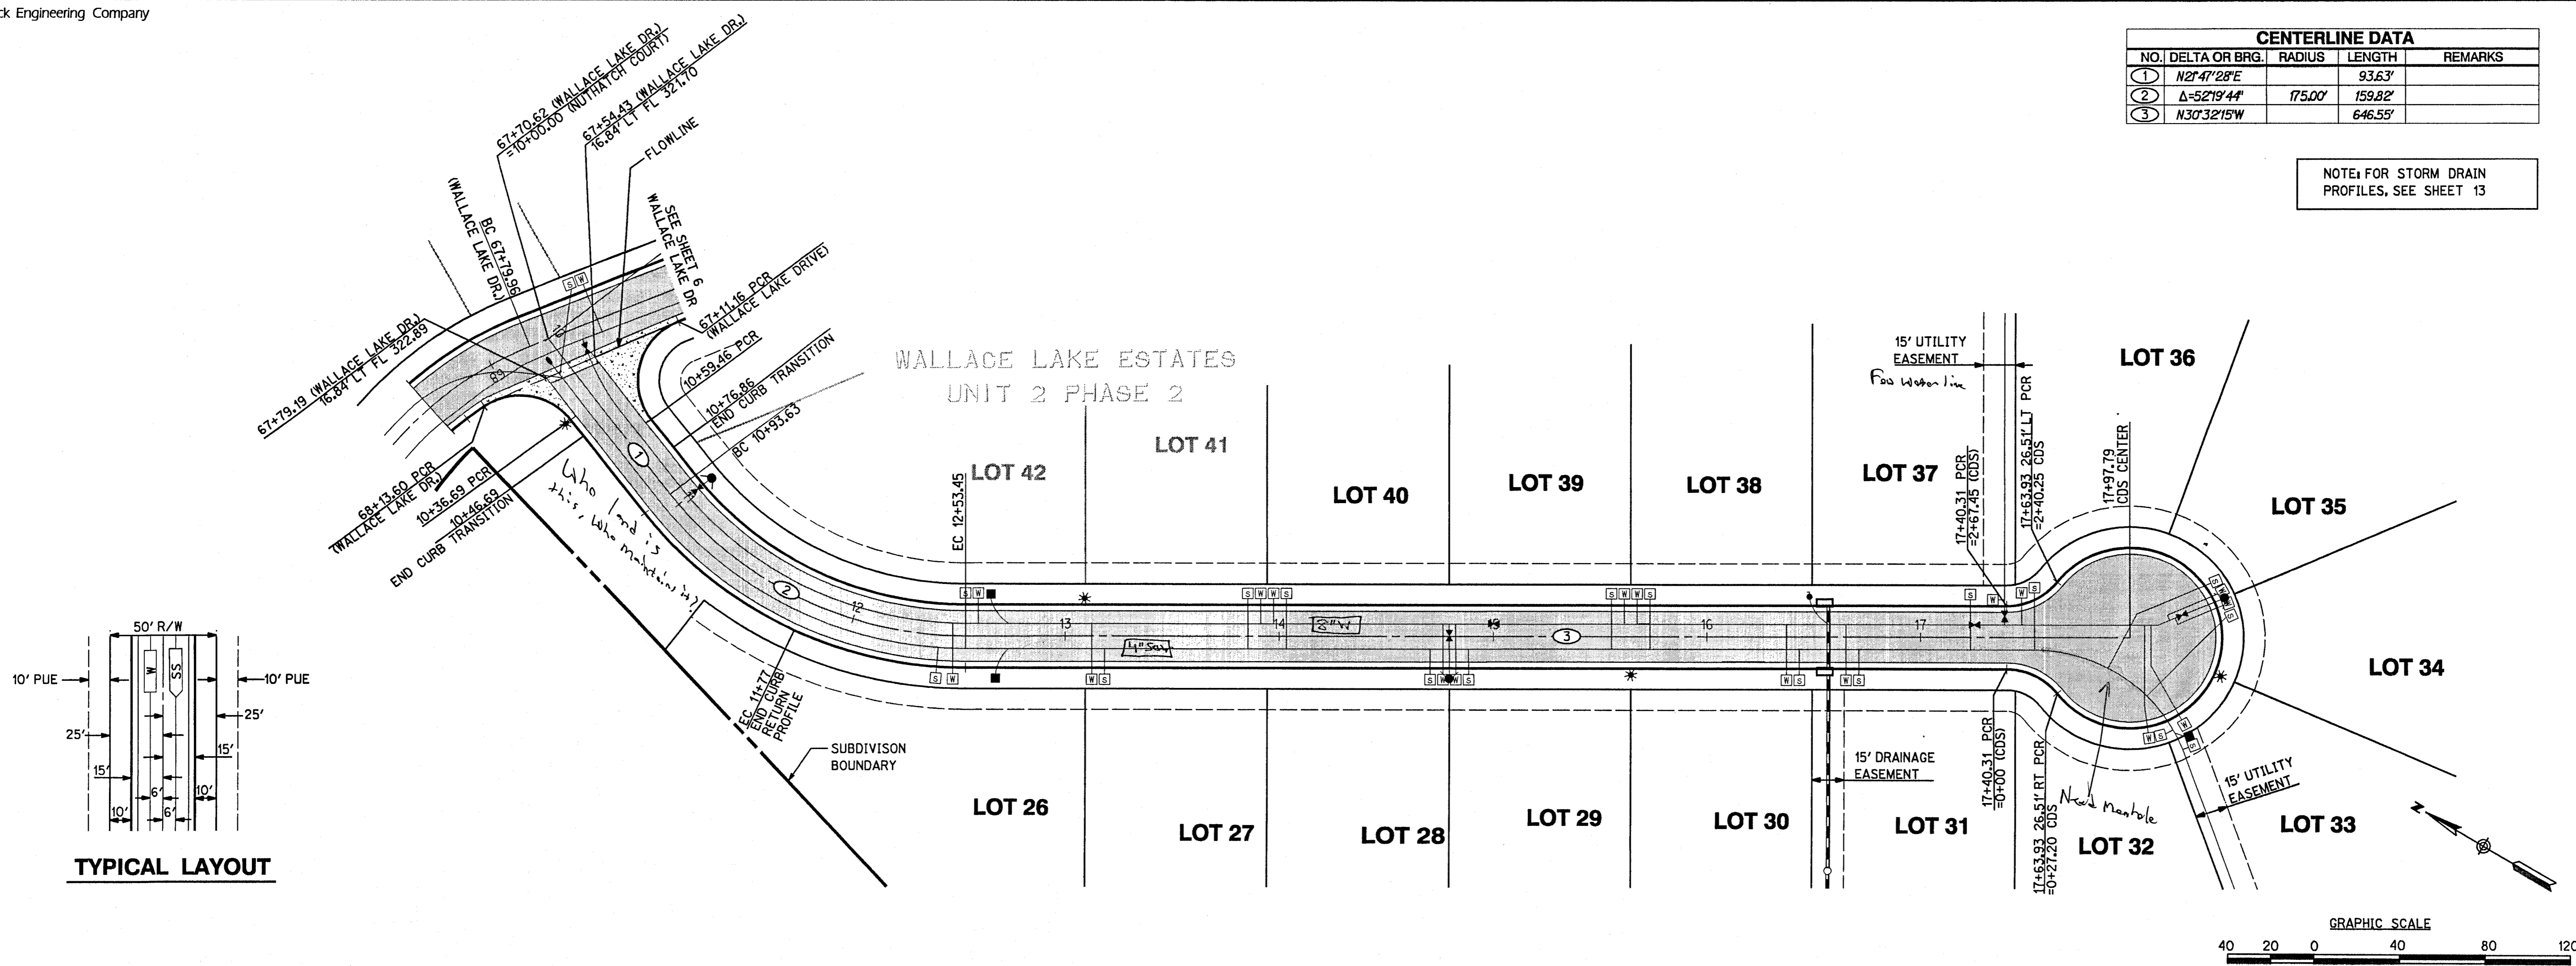 ck Engineering Company
CENTERLINE DATA
NO. DELTA OR BRG. RADIUS LENGTH REMARKS
1 N21°47'28"E 93.63'
2 Δ=52°19'44" 175.00' 159.82'
3 N30°32'15"W 646.55'
NOTE: FOR STORM DRAIN
PROFILES, SEE SHEET 13
67+70.62 (WALLACE LAKE DR.)
=10+00.00 (NUTHATCH COURT)
67+54.43 (WALLACE LAKE DR.)
16.84' LT FL 321.70
FLOWLINE
BC 67+79.96
(WALLACE LAKE DR.)
SEE SHEET 6
WALLACE LAKE DR
67+11.16 PCR
(WALLACE LAKE DRIVE)
10+59.46 PCR
10+76.86
END CURB TRANSITION
BC 10+93.63
67+79.19 (WALLACE LAKE DR.)
16.84' LT FL 322.89
S W
10
68
68+13.60 PCR
(WALLACE LAKE DR.)
10+36.69 PCR
10+46.69
END CURB TRANSITION
Who land is
this, who maintains it?
WALLACE LAKE ESTATES
UNIT 2 PHASE 2
LOT 42
LOT 41
LOT 40
LOT 39
LOT 38
LOT 37
LOT 36
LOT 35
LOT 34
LOT 33
LOT 32
LOT 31
LOT 30
LOT 29
LOT 28
LOT 27
LOT 26
15' UTILITY
EASEMENT
For water line
17+40.31 PCR
=2+67.45 (CDS)
17+63.93 26.51' LT PCR
=2+40.25 CDS
17+97.79
CDS CENTER
EC 12+53.45
1
2
3
12
13
14
15
16
17
8" W
S W
S W W S
S W W S
S W W S
S W
W S
S W W S
W S
W S
W S
EC 11+77
END CURB
RETURN
PROFILE
SUBDIVISON
BOUNDARY
15' DRAINAGE
EASEMENT
17+40.31 PCR
=0+00 (CDS)
17+63.93 26.51' RT PCR
=0+27.20 CDS
Need Manhole
15' UTILITY
EASEMENT
50' R/W
W
SS
10' PUE
10' PUE
25'
25'
15'
15'
6'
6'
10'
10'
TYPICAL LAYOUT
N
GRAPHIC SCALE
40 20 0 40 80 120